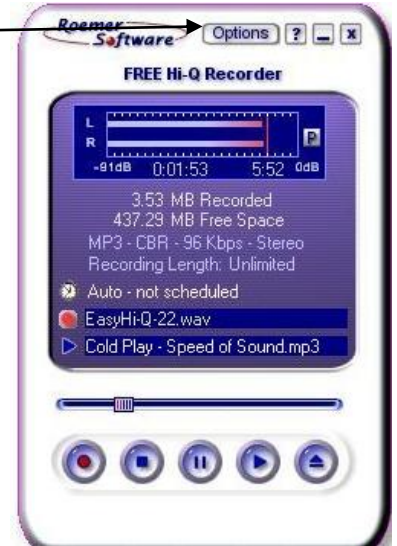 Roemer
Software
Options ? _ x
FREE Hi-Q Recorder
L
R
P
-91dB 0:01:53 5:52 0dB
3.53 MB Recorded
437.29 MB Free Space
MP3 - CBR - 96 Kbps - Stereo
Recording Length: Unlimited
Auto - not scheduled
EasyHi-Q-22.wav
Cold Play - Speed of Sound.mp3